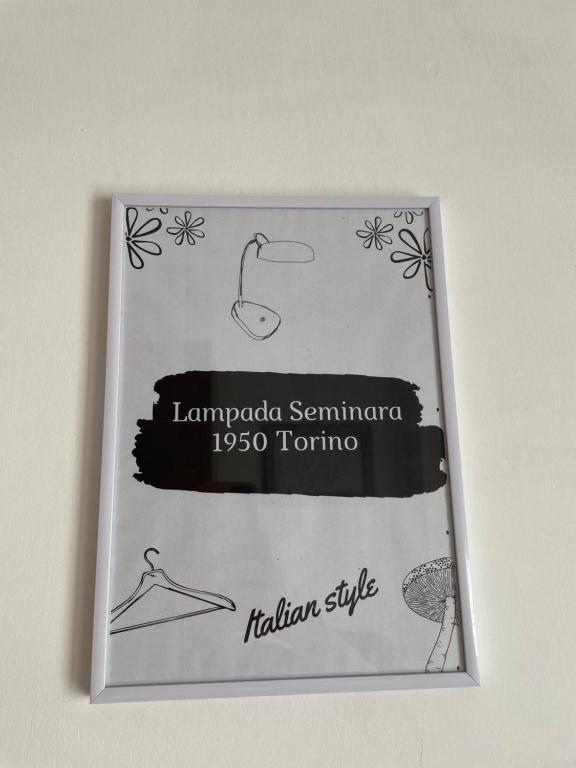 Lampada Seminara
1950 Torino
Italian style